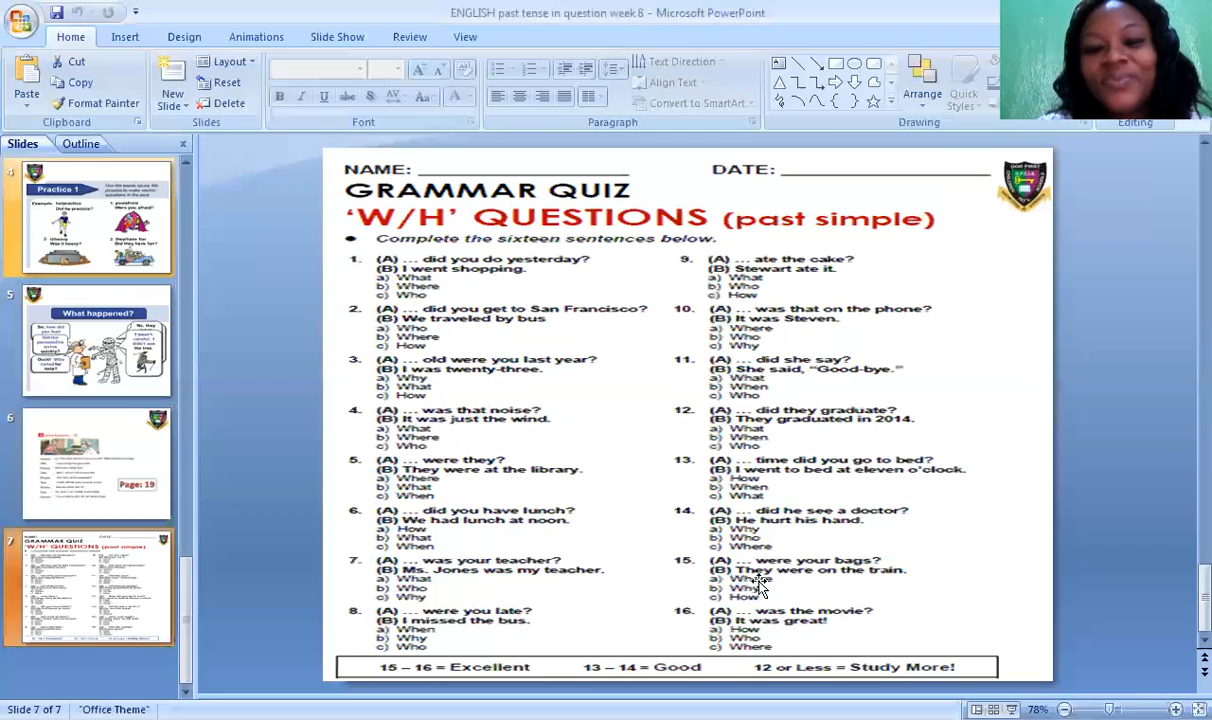 ENGLISH past tense in question week 8 - Microsoft PowerPoint
Home Insert Design Animations Slide Show Review View
Paste
Cut
Copy
Format Painter
Clipboard
New Slide
Layout
Reset
Delete
Slides
B I U abc S AV Aa A
Font
Text Direction
Align Text
Convert to SmartArt
Paragraph
Arrange
Quick Styles
Drawing
Editing
Slides Outline
4
Practice 1
5
What happened?
6
Page: 19
7
NAME: DATE:
GRAMMAR QUIZ
'W/H' QUESTIONS (past simple)
• Complete the sixteen sentences below.
1. (A) ... did you do yesterday?
(B) I went shopping.
a) What
b) Where
c) Who
2. (A) ... did you get to San Francisco?
(B) We traveled by bus
a) Who
b) Where
c) How
3. (A) ... old were you last year?
(B) I was twenty-three.
a) Why
b) What
c) How
4. (A) ... was that noise?
(B) It was just the wind.
a) What
b) Where
c) Who
5. (A) ... were they?
(B) They were at the library.
a) Where
b) What
c) When
6. (A) ... did you have lunch?
(B) We had lunch at noon.
a) How
b) What
c) When
7. (A) ... was your teacher?
(B) Ms. Jones was my teacher.
a) What
b) Who
c) Why
8. (A) ... were you late?
(B) I missed the bus.
a) When
b) Why
c) Who
9. (A) ... ate the cake?
(B) Stewart ate it.
a) What
b) Who
c) How
10. (A) ... was that on the phone?
(B) It was Steven.
a) Where
b) Who
c) Why
11. (A) ... did she say?
(B) She said, "Good-bye."
a) What
b) When
c) Who
12. (A) ... did they graduate?
(B) They graduated in 2014.
a) What
b) When
c) Who
13. (A) ... time did you go to bed?
(B) I went to bed at eleven o'clock.
a) How
b) When
c) What
14. (A) ... did he see a doctor?
(B) He hurt his hand.
a) Why
b) Who
c) Where
15. (A) ... were your bags?
(B) They were on the train.
a) Where
b) Why
c) How
16. (A) ... was the movie?
(B) It was great!
a) How
b) Who
c) Where
15 – 16 = Excellent 13 – 14 = Good 12 or Less = Study More!
Slide 7 of 7 "Office Theme" 78%